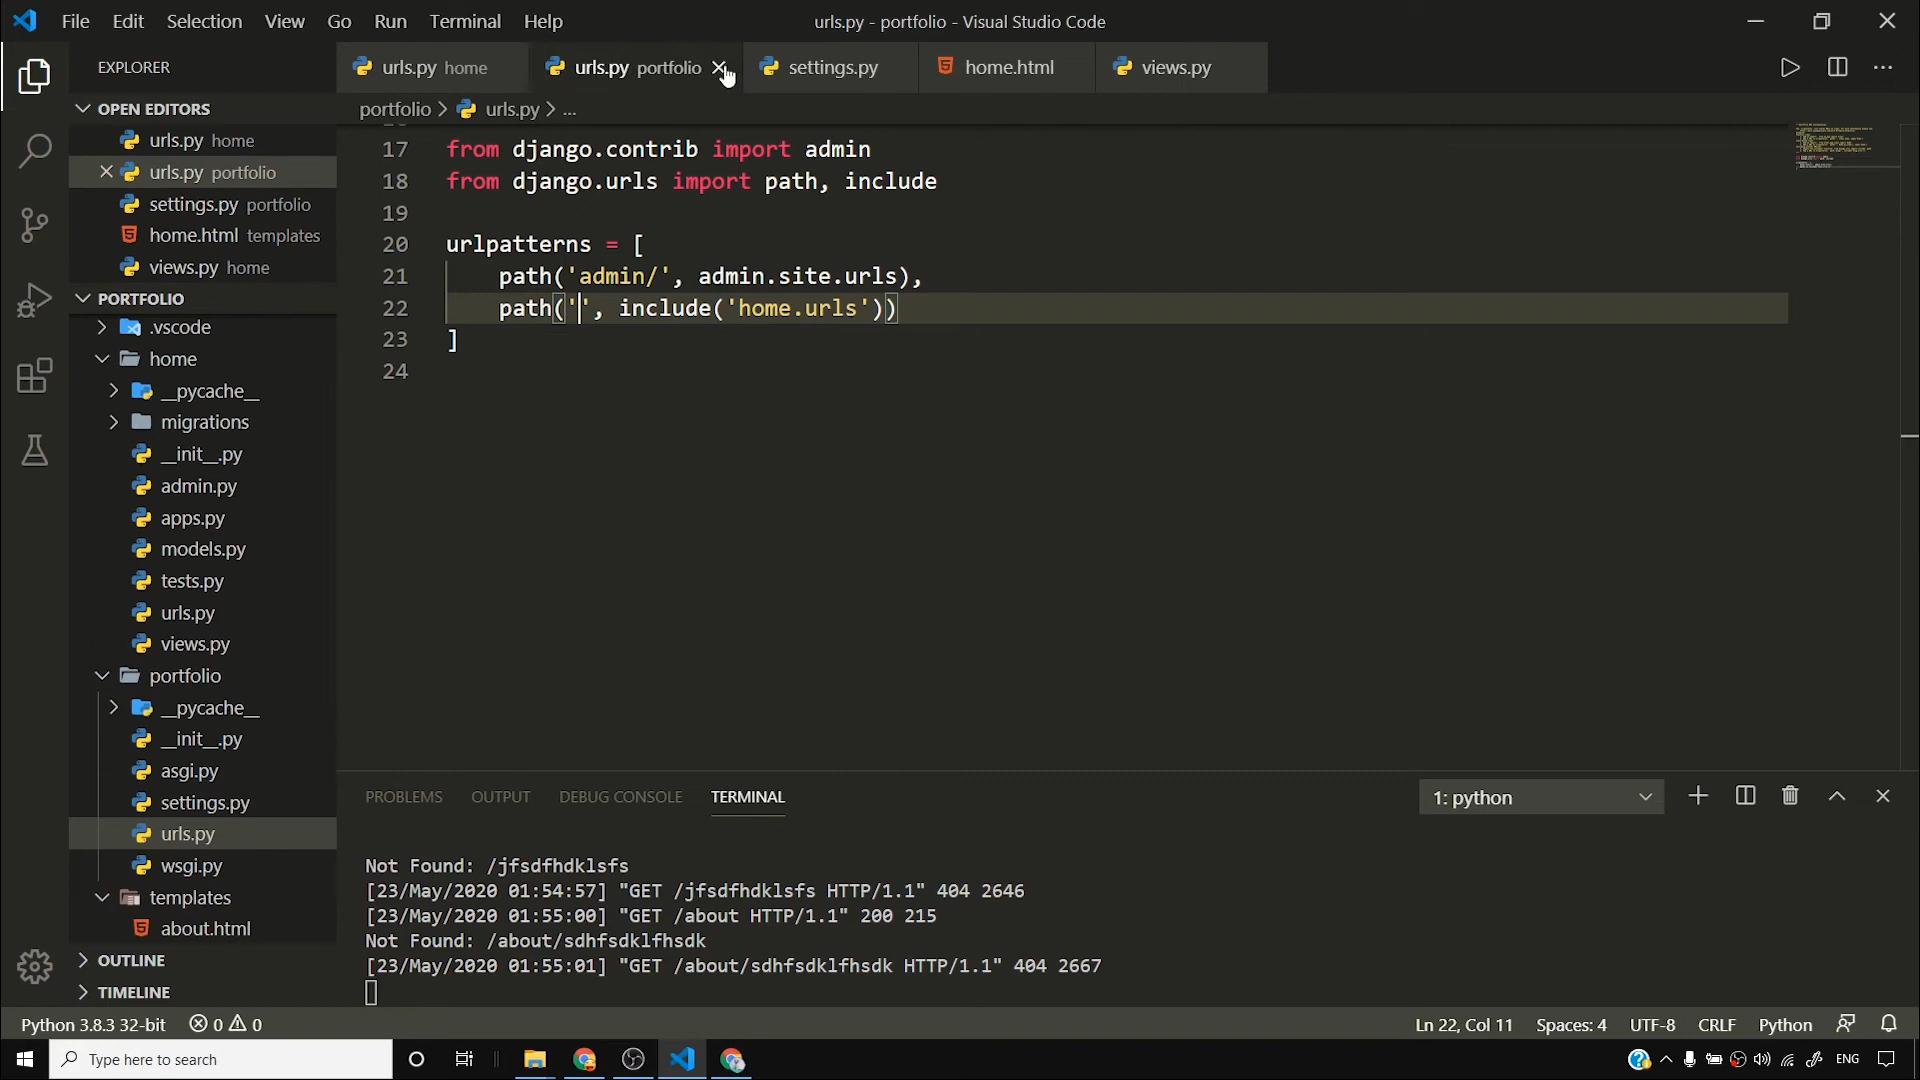 File Edit Selection View Go Run Terminal Help
urls.py - portfolio - Visual Studio Code
EXPLORER
urls.py home
urls.py portfolio
settings.py
home.html
views.py
OPEN EDITORS
urls.py home
urls.py portfolio
settings.py portfolio
home.html templates
views.py home
PORTFOLIO
.vscode
home
__pycache__
migrations
__init__.py
admin.py
apps.py
models.py
tests.py
urls.py
views.py
portfolio
__pycache__
__init__.py
asgi.py
settings.py
urls.py
wsgi.py
templates
about.html
OUTLINE
TIMELINE
portfolio > urls.py > ...
17 from django.contrib import admin
18 from django.urls import path, include
19
20 urlpatterns = [
21 path('admin/', admin.site.urls),
22 path('', include('home.urls'))
23 ]
24
PROBLEMS OUTPUT DEBUG CONSOLE TERMINAL
1: python
Not Found: /jfsdfhdklsfs
[23/May/2020 01:54:57] "GET /jfsdfhdklsfs HTTP/1.1" 404 2646
[23/May/2020 01:55:00] "GET /about HTTP/1.1" 200 215
Not Found: /about/sdhfsdklfhsdk
[23/May/2020 01:55:01] "GET /about/sdhfsdklfhsdk HTTP/1.1" 404 2667
Python 3.8.3 32-bit 0 0
Ln 22, Col 11 Spaces: 4 UTF-8 CRLF Python
Type here to search
ENG